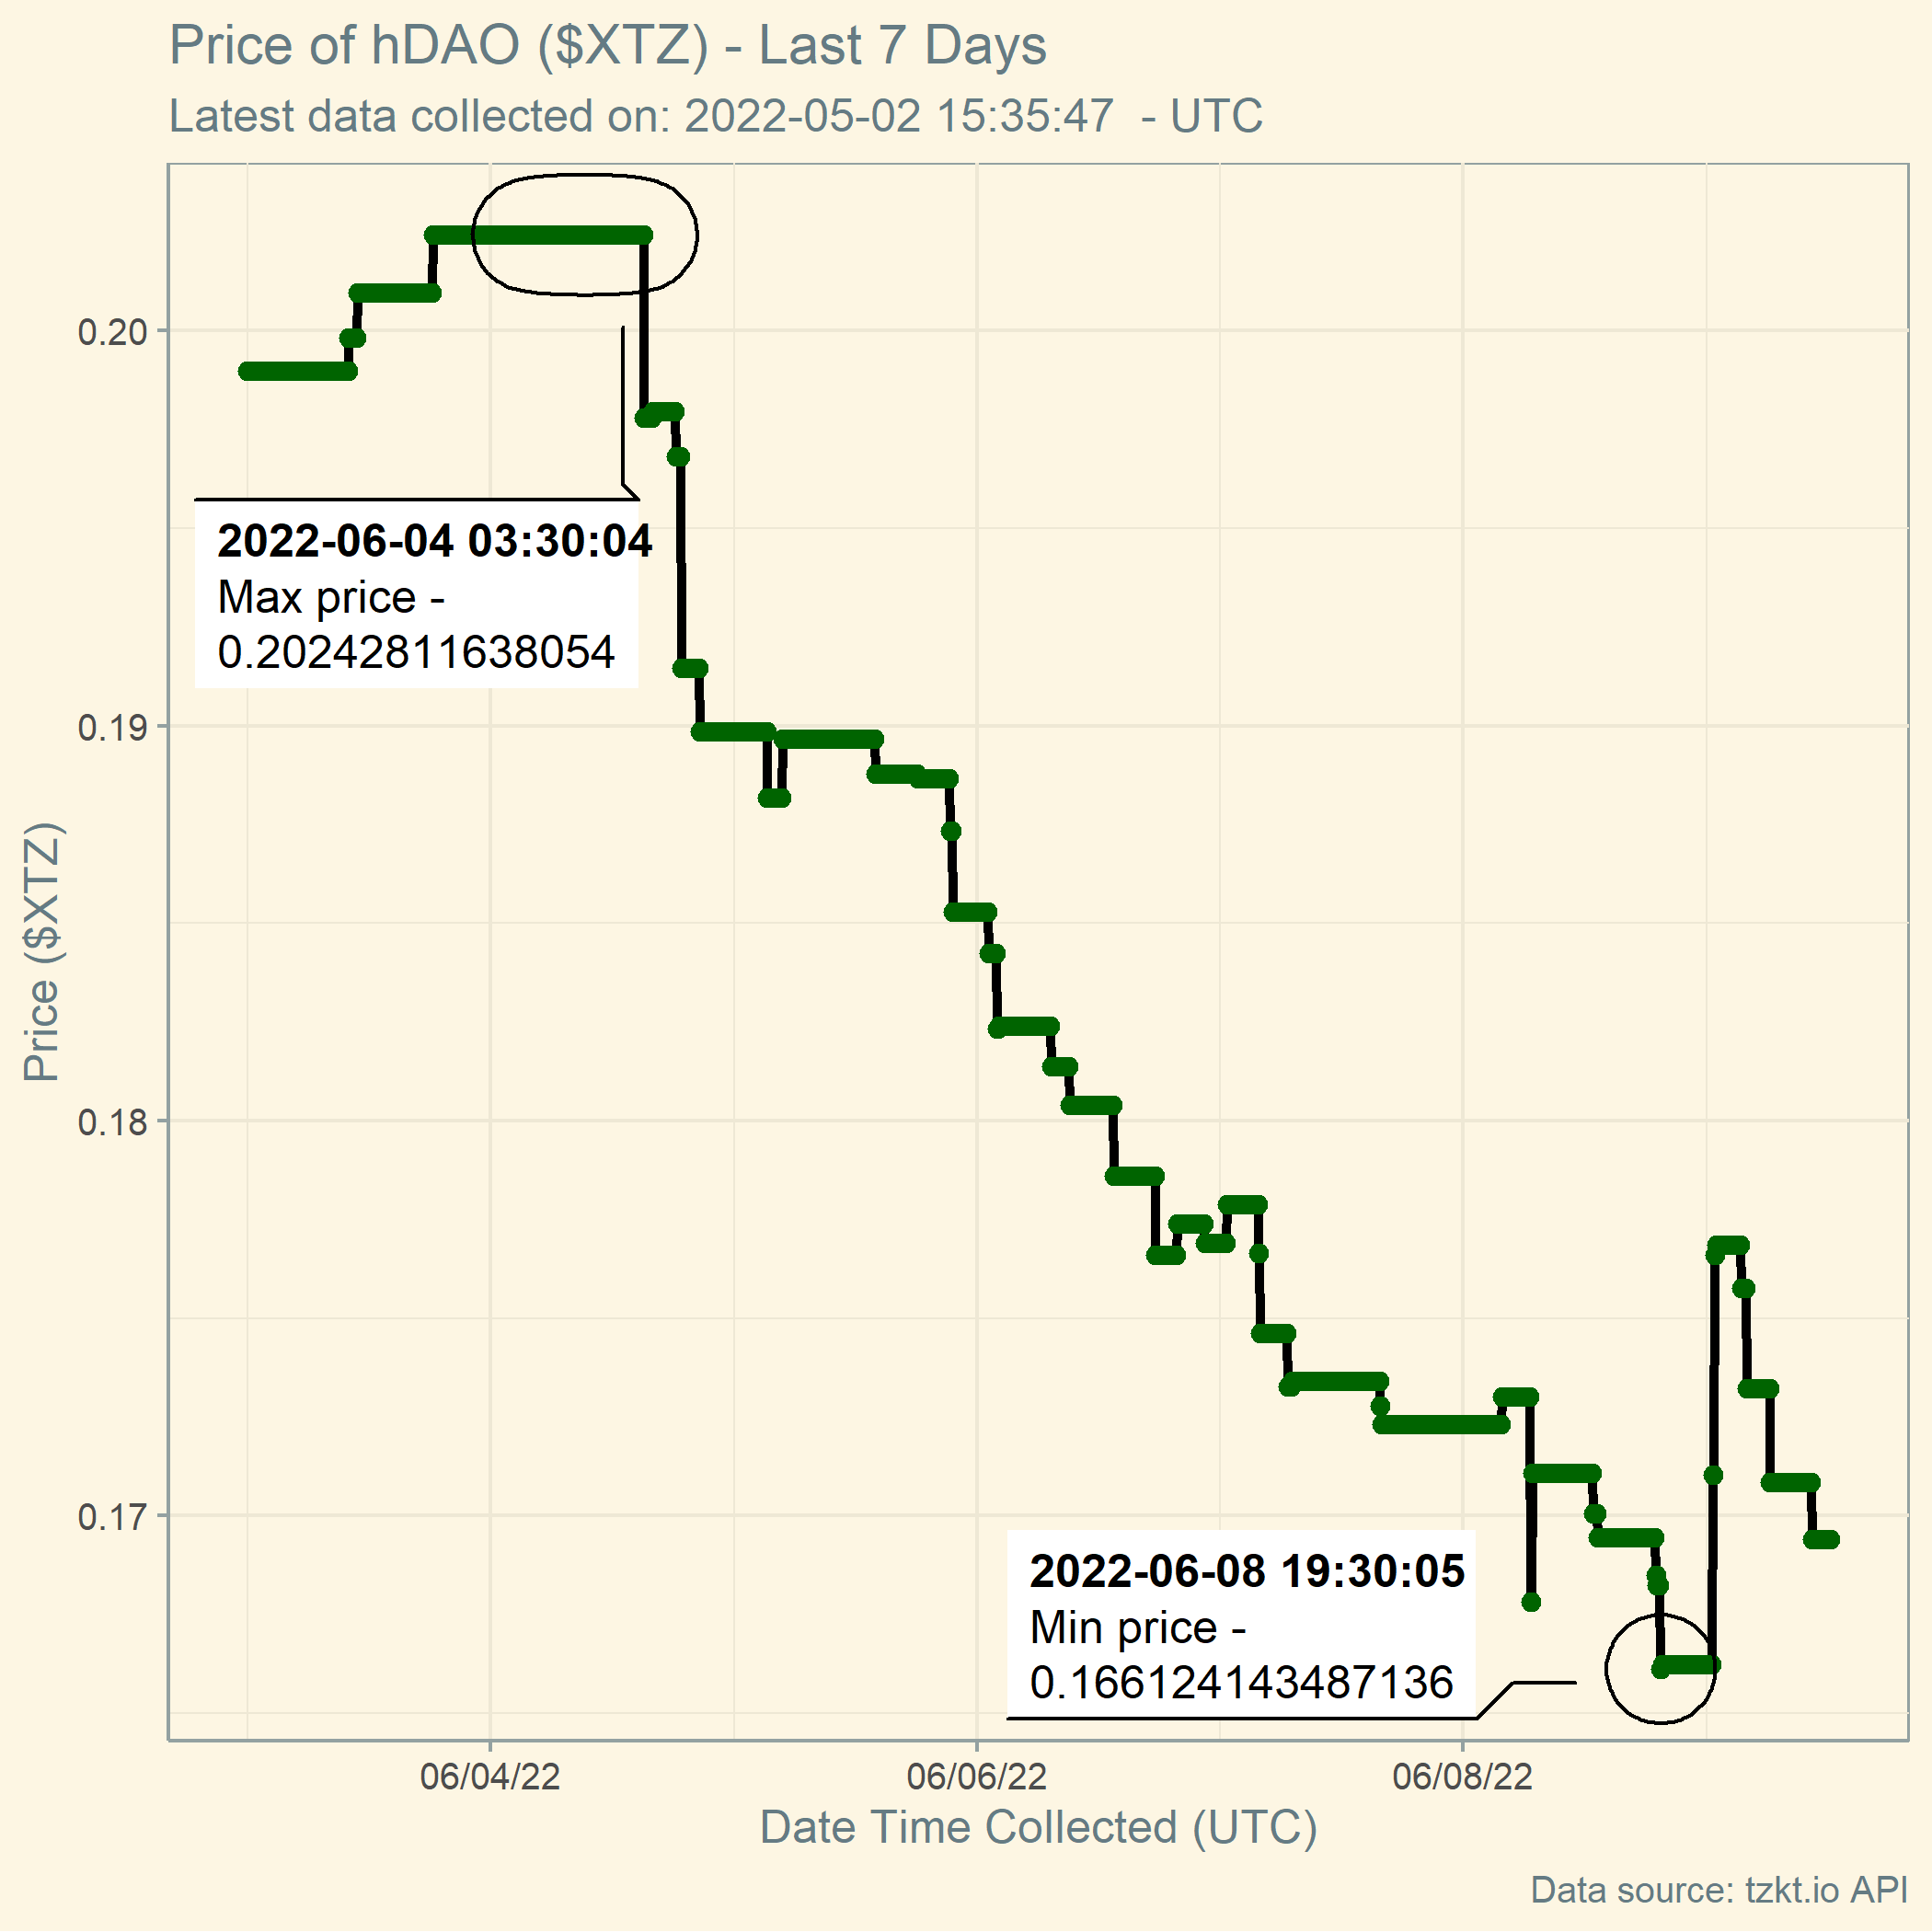 Price of hDAO ($XTZ) - Last 7 Days
Latest data collected on: 2022-05-02 15:35:47  - UTC
0.20
2022-06-04 03:30:04
Max price -
0.20242811638054
0.19
Price ($XTZ)
0.18
0.17
2022-06-08 19:30:05
Min price -
0.166124143487136
06/04/22
06/06/22
06/08/22
Date Time Collected (UTC)
Data source: tzkt.io API